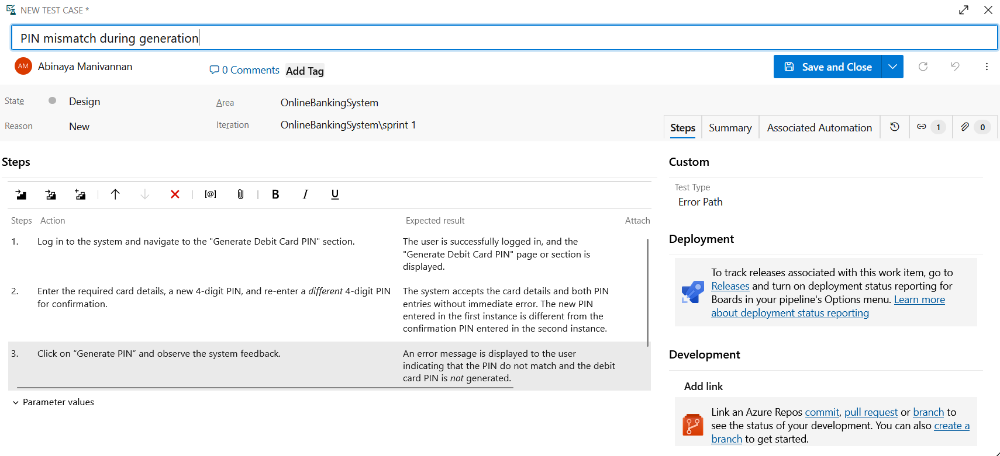 NEW TEST CASE *
PIN mismatch during generation
AM Abinaya Manivannan
0 Comments Add Tag
Save and Close
State Design
Area OnlineBankingSystem
Reason New
Iteration OnlineBankingSystem\sprint 1
Steps Summary Associated Automation 1 0
Steps
[@] B I U
Steps Action Expected result Attach
1. Log in to the system and navigate to the "Generate Debit Card PIN" section.
The user is successfully logged in, and the
"Generate Debit Card PIN" page or section is
displayed.
2. Enter the required card details, a new 4-digit PIN, and re-enter a different 4-digit PIN
for confirmation.
The system accepts the card details and both PIN
entries without immediate error. The new PIN
entered in the first instance is different from the
confirmation PIN entered in the second instance.
3. Click on “Generate PIN” and observe the system feedback.
An error message is displayed to the user
indicating that the PIN do not match and the debit
card PIN is not generated.
Parameter values
Custom
Test Type
Error Path
Deployment
To track releases associated with this work item, go to
Releases and turn on deployment status reporting for
Boards in your pipeline's Options menu. Learn more
about deployment status reporting
Development
Add link
Link an Azure Repos commit, pull request or branch to
see the status of your development. You can also create a
branch to get started.